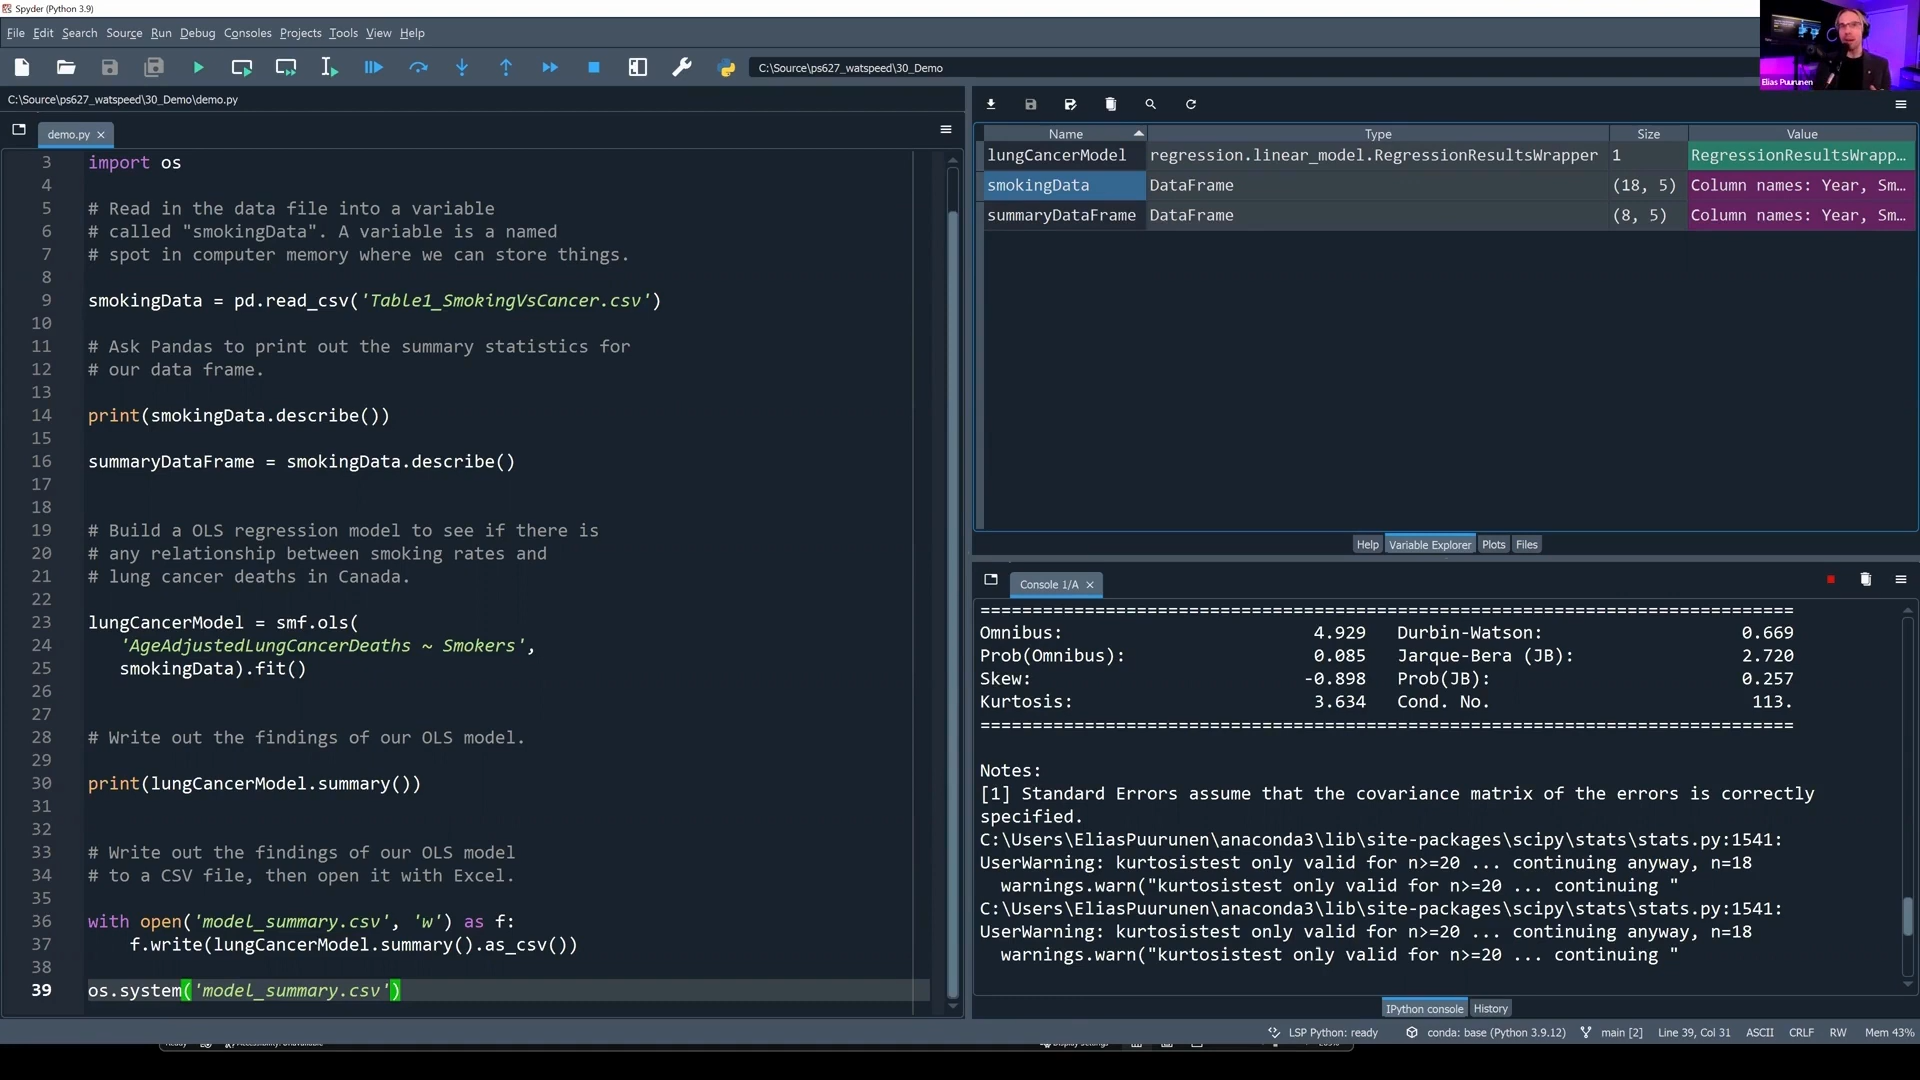 Spyder (Python 3.9)
File Edit Search Source Run Debug Consoles Projects Tools View Help
C:\Source\ps627_watspeed\30_Demo
Elias Puurunen
C:\Source\ps627_watspeed\30_Demo\demo.py
demo.py
3 import os
4
5 # Read in the data file into a variable
6 # called "smokingData". A variable is a named
7 # spot in computer memory where we can store things.
8
9 smokingData = pd.read_csv('Table1_SmokingVsCancer.csv')
10
11 # Ask Pandas to print out the summary statistics for
12 # our data frame.
13
14 print(smokingData.describe())
15
16 summaryDataFrame = smokingData.describe()
17
18
19 # Build a OLS regression model to see if there is
20 # any relationship between smoking rates and
21 # lung cancer deaths in Canada.
22
23 lungCancerModel = smf.ols(
24 'AgeAdjustedLungCancerDeaths ~ Smokers',
25 smokingData).fit()
26
27
28 # Write out the findings of our OLS model.
29
30 print(lungCancerModel.summary())
31
32
33 # Write out the findings of our OLS model
34 # to a CSV file, then open it with Excel.
35
36 with open('model_summary.csv', 'w') as f:
37 f.write(lungCancerModel.summary().as_csv())
38
39 os.system('model_summary.csv')
Name Type Size Value
lungCancerModel regression.linear_model.RegressionResultsWrapper 1 RegressionResultsWrapp...
smokingData DataFrame (18, 5) Column names: Year, Sm...
summaryDataFrame DataFrame (8, 5) Column names: Year, Sm...
Help Variable Explorer Plots Files
Console 1/A
==============================================================================
Omnibus: 4.929 Durbin-Watson: 0.669
Prob(Omnibus): 0.085 Jarque-Bera (JB): 2.720
Skew: -0.898 Prob(JB): 0.257
Kurtosis: 3.634 Cond. No. 113.
==============================================================================
Notes:
[1] Standard Errors assume that the covariance matrix of the errors is correctly
specified.
C:\Users\EliasPuurunen\anaconda3\lib\site-packages\scipy\stats\stats.py:1541:
UserWarning: kurtosistest only valid for n>=20 ... continuing anyway, n=18
warnings.warn("kurtosistest only valid for n>=20 ... continuing "
C:\Users\EliasPuurunen\anaconda3\lib\site-packages\scipy\stats\stats.py:1541:
UserWarning: kurtosistest only valid for n>=20 ... continuing anyway, n=18
warnings.warn("kurtosistest only valid for n>=20 ... continuing "
IPython console History
LSP Python: ready conda: base (Python 3.9.12) main [2] Line 39, Col 31 ASCII CRLF RW Mem 43%